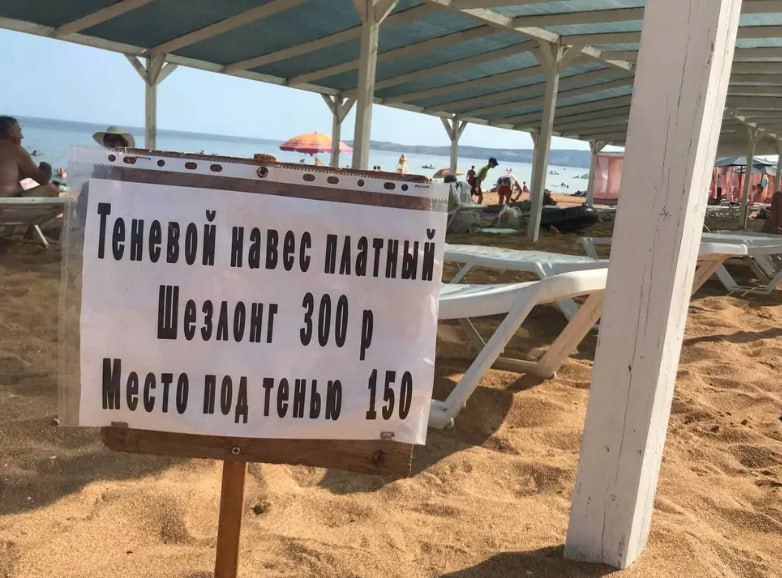 Теневой навес платный
Шезлонг 300 р
Место под тенью 150